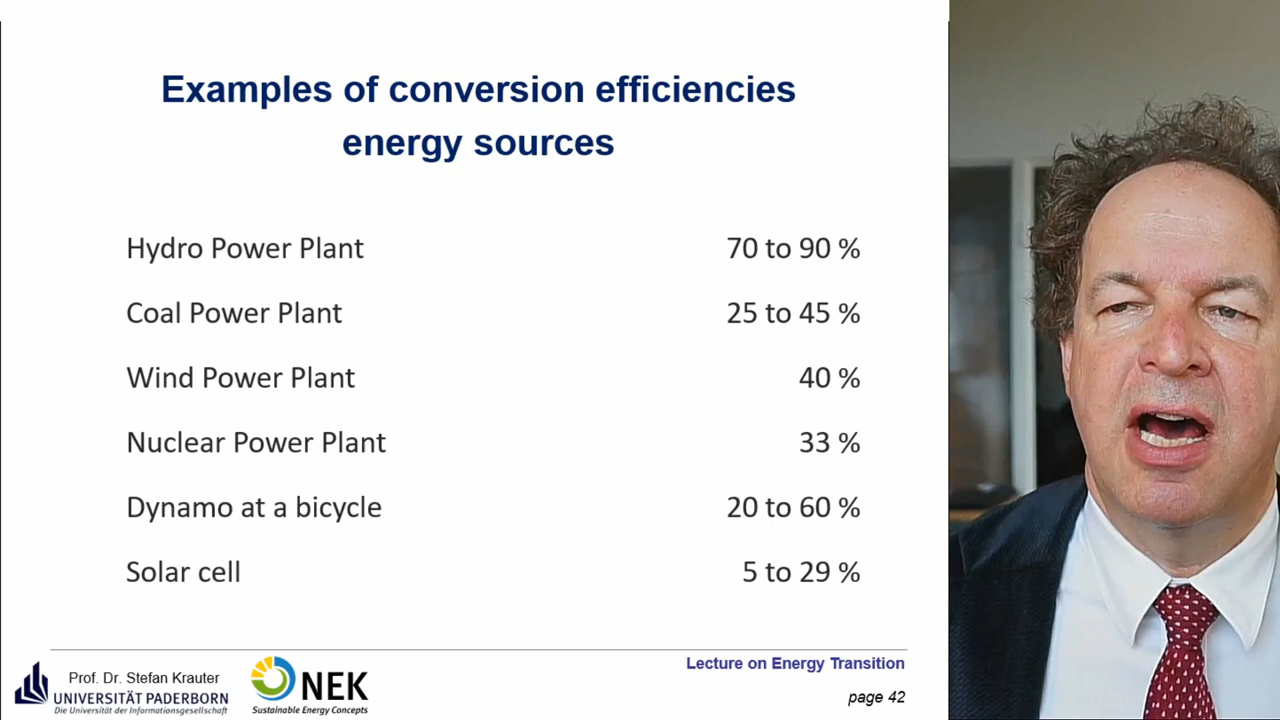 Examples of conversion efficiencies
energy sources
Hydro Power Plant 70 to 90 %
Coal Power Plant 25 to 45 %
Wind Power Plant 40 %
Nuclear Power Plant 33 %
Dynamo at a bicycle 20 to 60 %
Solar cell 5 to 29 %
Prof. Dr. Stefan Krauter
UNIVERSITÄT PADERBORN
Die Universität der Informationsgesellschaft
NEK
Sustainable Energy Concepts
Lecture on Energy Transition
page 42